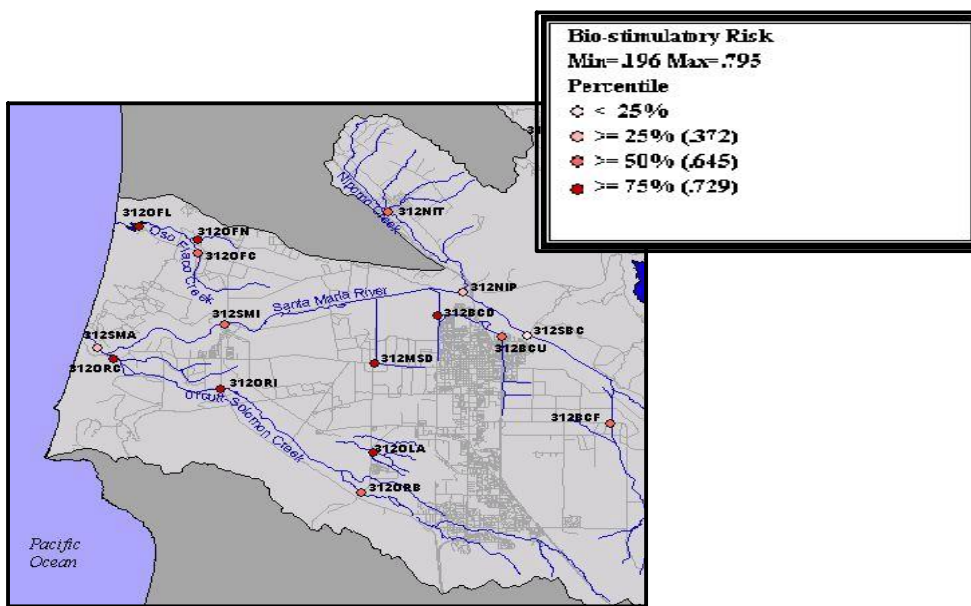 Bio-stimulatory Risk
Min=.196 Max=.795
Percentile
< 25%
>= 25% (.372)
>= 50% (.645)
>= 75% (.729)
Nipomo Creek
312NIT
312OFL
312OFN
Oso Flaco Creek
312OFC
312NIP
Santa Maria River
312SMI
312BCD
312SBC
312SMA
312BCU
312ORC
312MSD
312ORI
Orcutt-Solomon Creek
312BCF
312OLA
312ORB
Pacific
Ocean